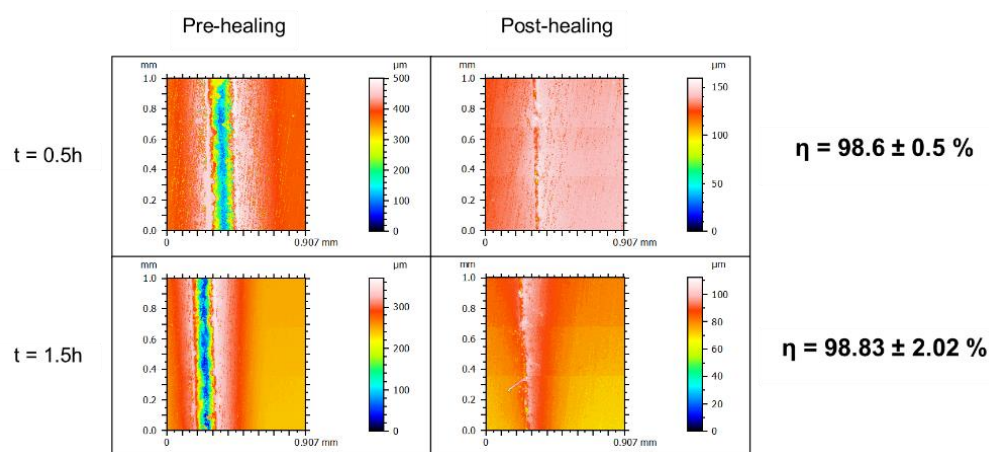 Pre-healing
Post-healing
t = 0.5h
mm
1.0
0.8
0.6
0.4
0.2
0.0
0
0.907 mm
µm
500
400
300
200
100
0
mm
1.0
0.8
0.6
0.4
0.2
0.0
0
0.907 mm
µm
150
100
50
0
η = 98.6 ± 0.5 %
t = 1.5h
mm
1.0
0.8
0.6
0.4
0.2
0.0
0
0.907 mm
µm
300
200
100
0
mm
1.0
0.8
0.6
0.4
0.2
0.0
0
0.907 mm
µm
100
80
60
40
20
0
η = 98.83 ± 2.02 %